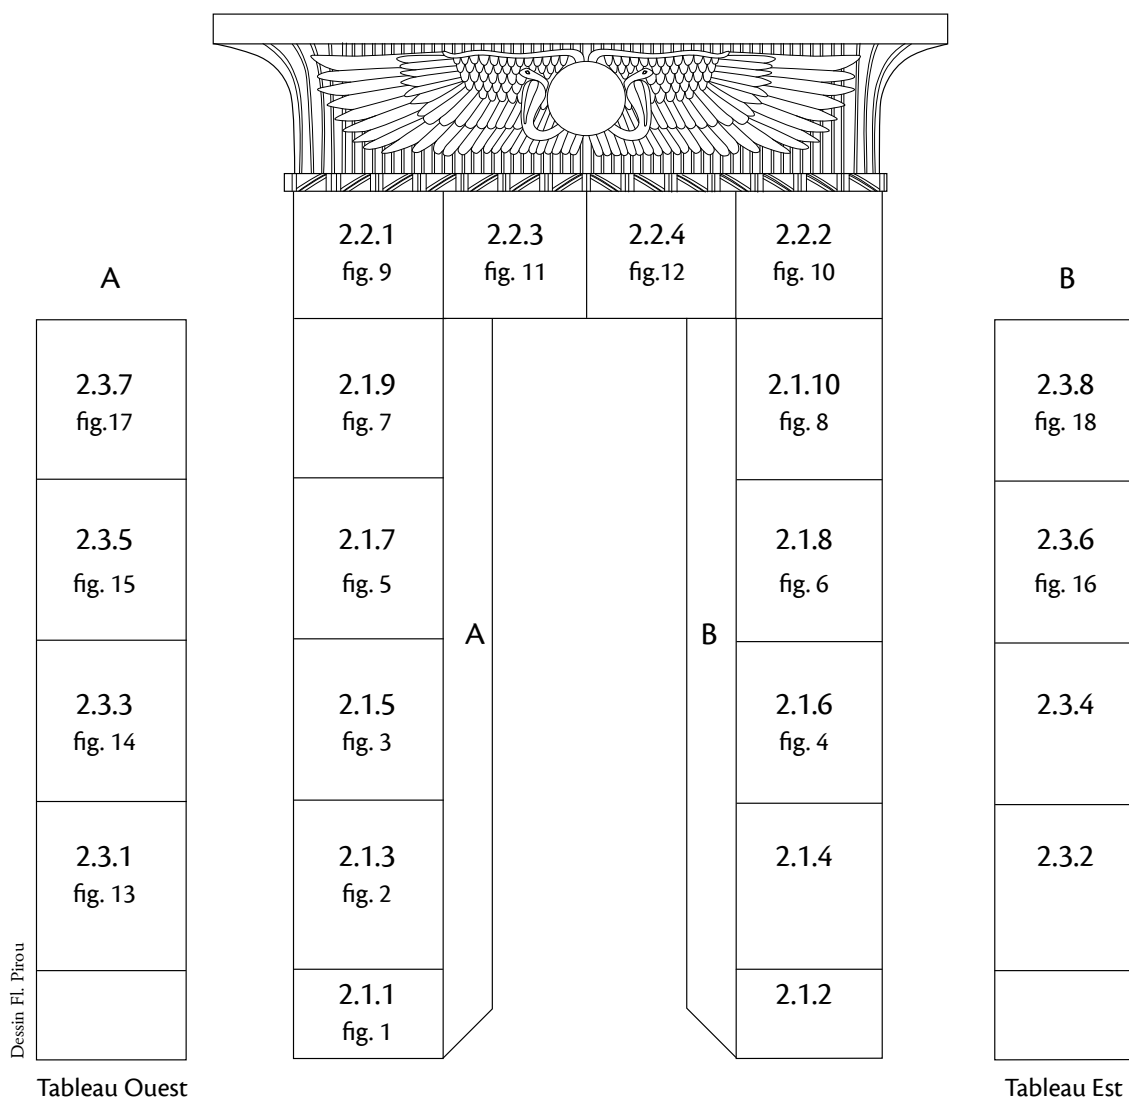 2.2.1
fig. 9
2.2.3
fig. 11
2.2.4
fig.12
2.2.2
fig. 10
A
B
2.3.7
fig.17
2.1.9
fig. 7
2.1.10
fig. 8
2.3.8
fig. 18
2.3.5
fig. 15
2.1.7
fig. 5
2.1.8
fig. 6
2.3.6
fig. 16
A
B
2.3.3
fig. 14
2.1.5
fig. 3
2.1.6
fig. 4
2.3.4
2.3.1
fig. 13
2.1.3
fig. 2
2.1.4
2.3.2
2.1.1
fig. 1
2.1.2
Dessin Fl. Pirou
Tableau Ouest
Tableau Est